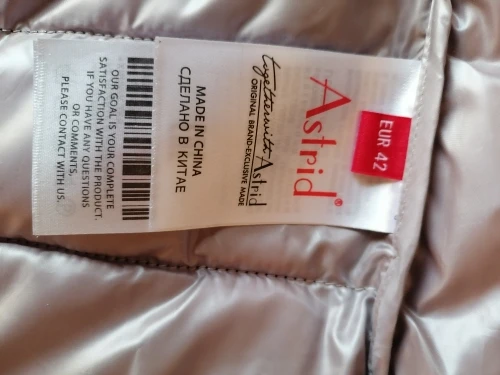 EUR 42
Astrid®
togetherwithAstrid
ORIGINAL BRAND-EXCLUSIVE MADE
MADE IN CHINA
СДЕЛАНО В КИТАЕ
OUR GOAL IS YOUR COMPLETE
SATISFACTION WITH THE PRODUCT.
IF YOU HAVE ANY QUESTIONS
OR COMMENTS,
PLEASE CONTACT WITH US.